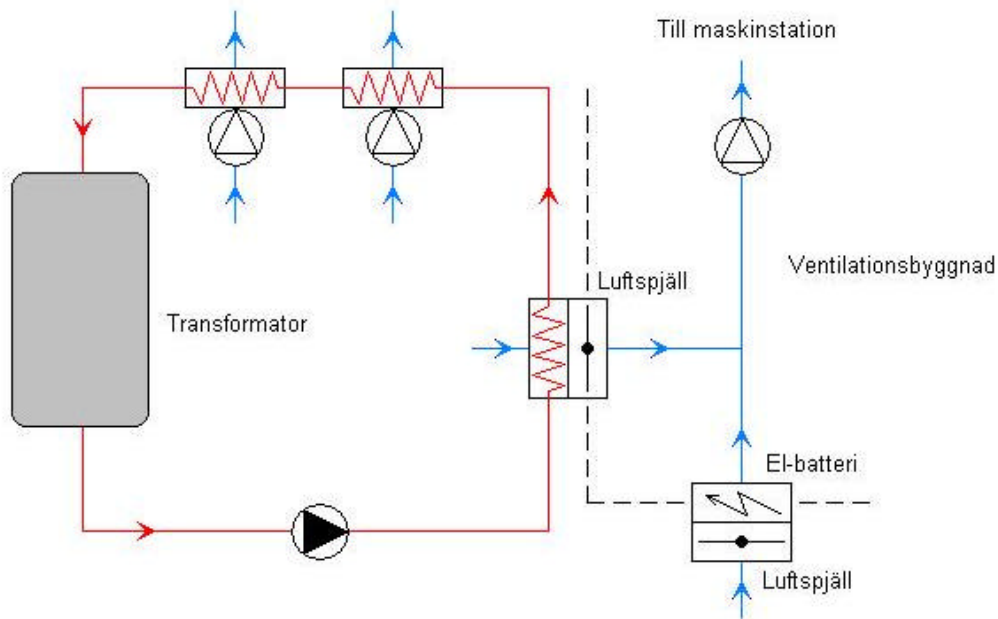 Till maskinstation
Ventilationsbyggnad
Luftspjäll
Transformator
El-batteri
Luftspjäll